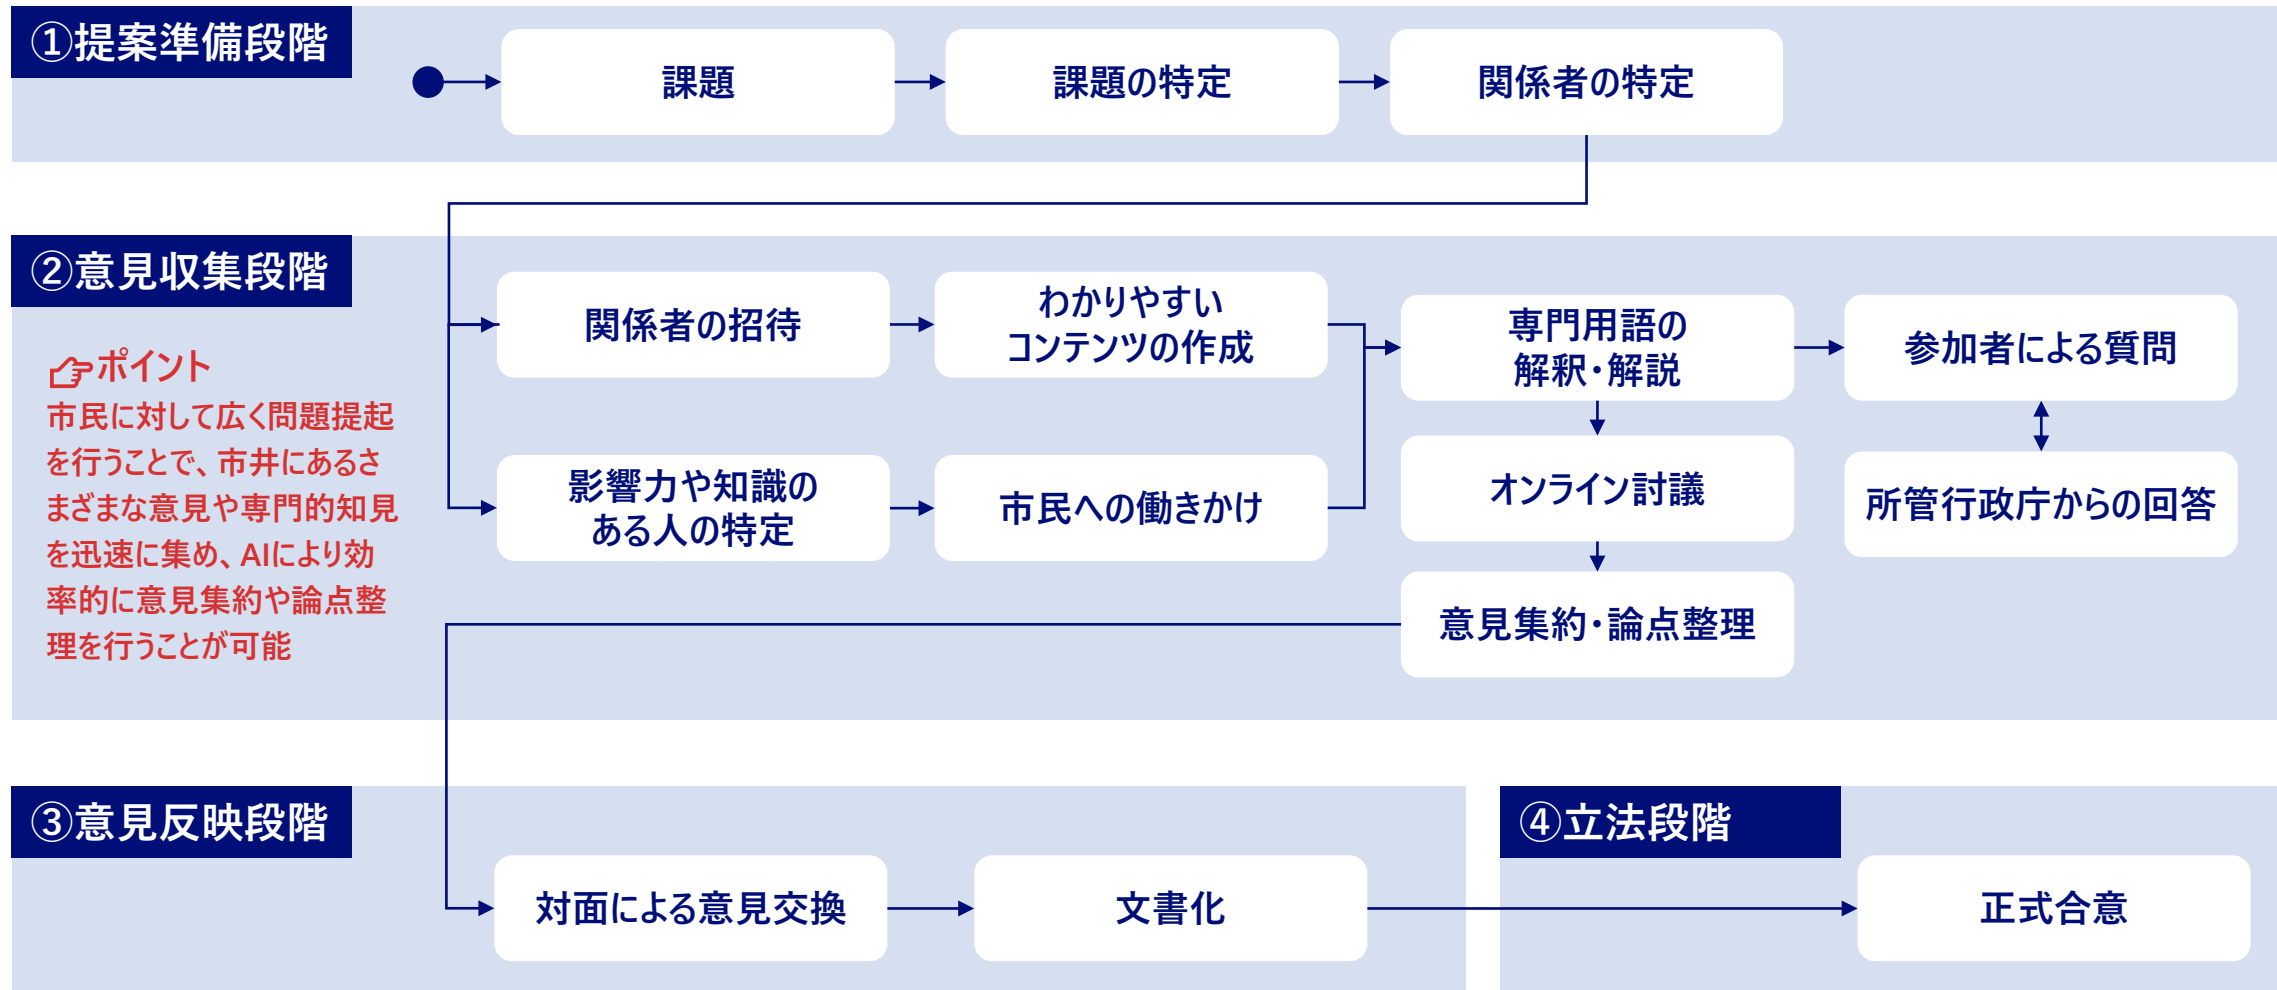 ①提案準備段階
課題
課題の特定
関係者の特定
②意見収集段階
ポイント
市民に対して広く問題提起
を行うことで、市井にあるさ
まざまな意見や専門的知見
を迅速に集め、AIにより効
率的に意見集約や論点整
理を行うことが可能
関係者の招待
わかりやすい
コンテンツの作成
影響力や知識の
ある人の特定
市民への働きかけ
専門用語の
解釈・解説
参加者による質問
オンライン討議
所管行政庁からの回答
意見集約・論点整理
③意見反映段階
対面による意見交換
文書化
④立法段階
正式合意